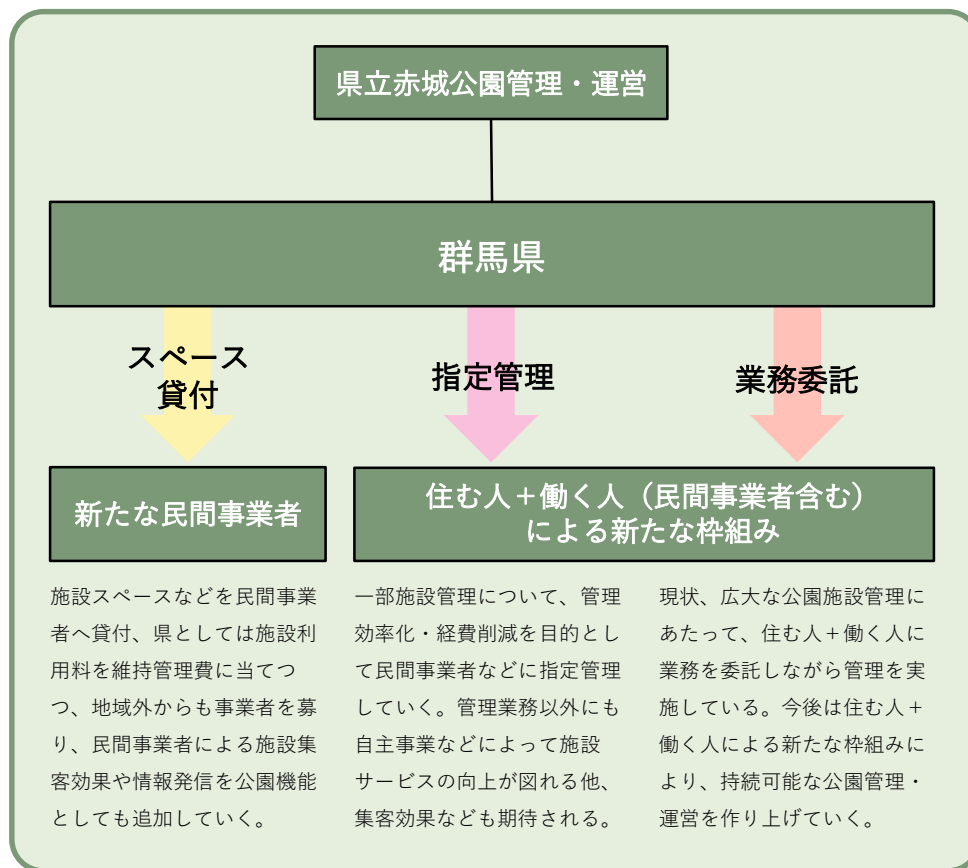 県立赤城公園管理・運営
群馬県
スペース
貸付
指定管理
業務委託
新たな民間事業者
住む人＋働く人（民間事業者含む）
による新たな枠組み
施設スペースなどを民間事業
者へ貸付、県としては施設利
用料を維持管理費に当てつ
つ、地域外からも事業者を募
り、民間事業者による施設集
客効果や情報発信を公園機能
としても追加していく。
一部施設管理について、管理
効率化・経費削減を目的とし
て民間事業者などに指定管理
していく。管理業務以外にも
自主事業などによって施設
サービスの向上が図れる他、
集客効果なども期待される。
現状、広大な公園施設管理に
あたって、住む人＋働く人に
業務を委託しながら管理を実
施している。今後は住む人＋
働く人による新たな枠組みに
より、持続可能な公園管理・
運営を作り上げていく。